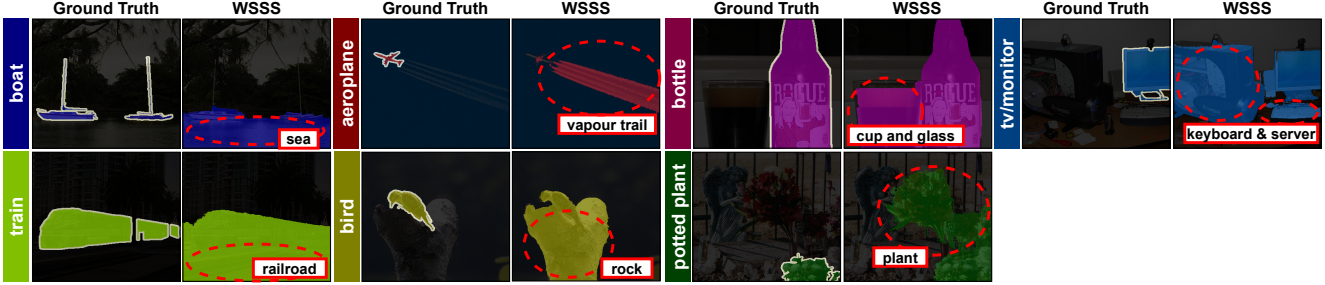 Ground Truth WSSS Ground Truth WSSS Ground Truth WSSS Ground Truth WSSS
boat
sea
aeroplane
vapour trail
bottle
ROGUE
cup and glass
tv/monitor
keyboard & server
train
railroad
bird
rock
potted plant
plant